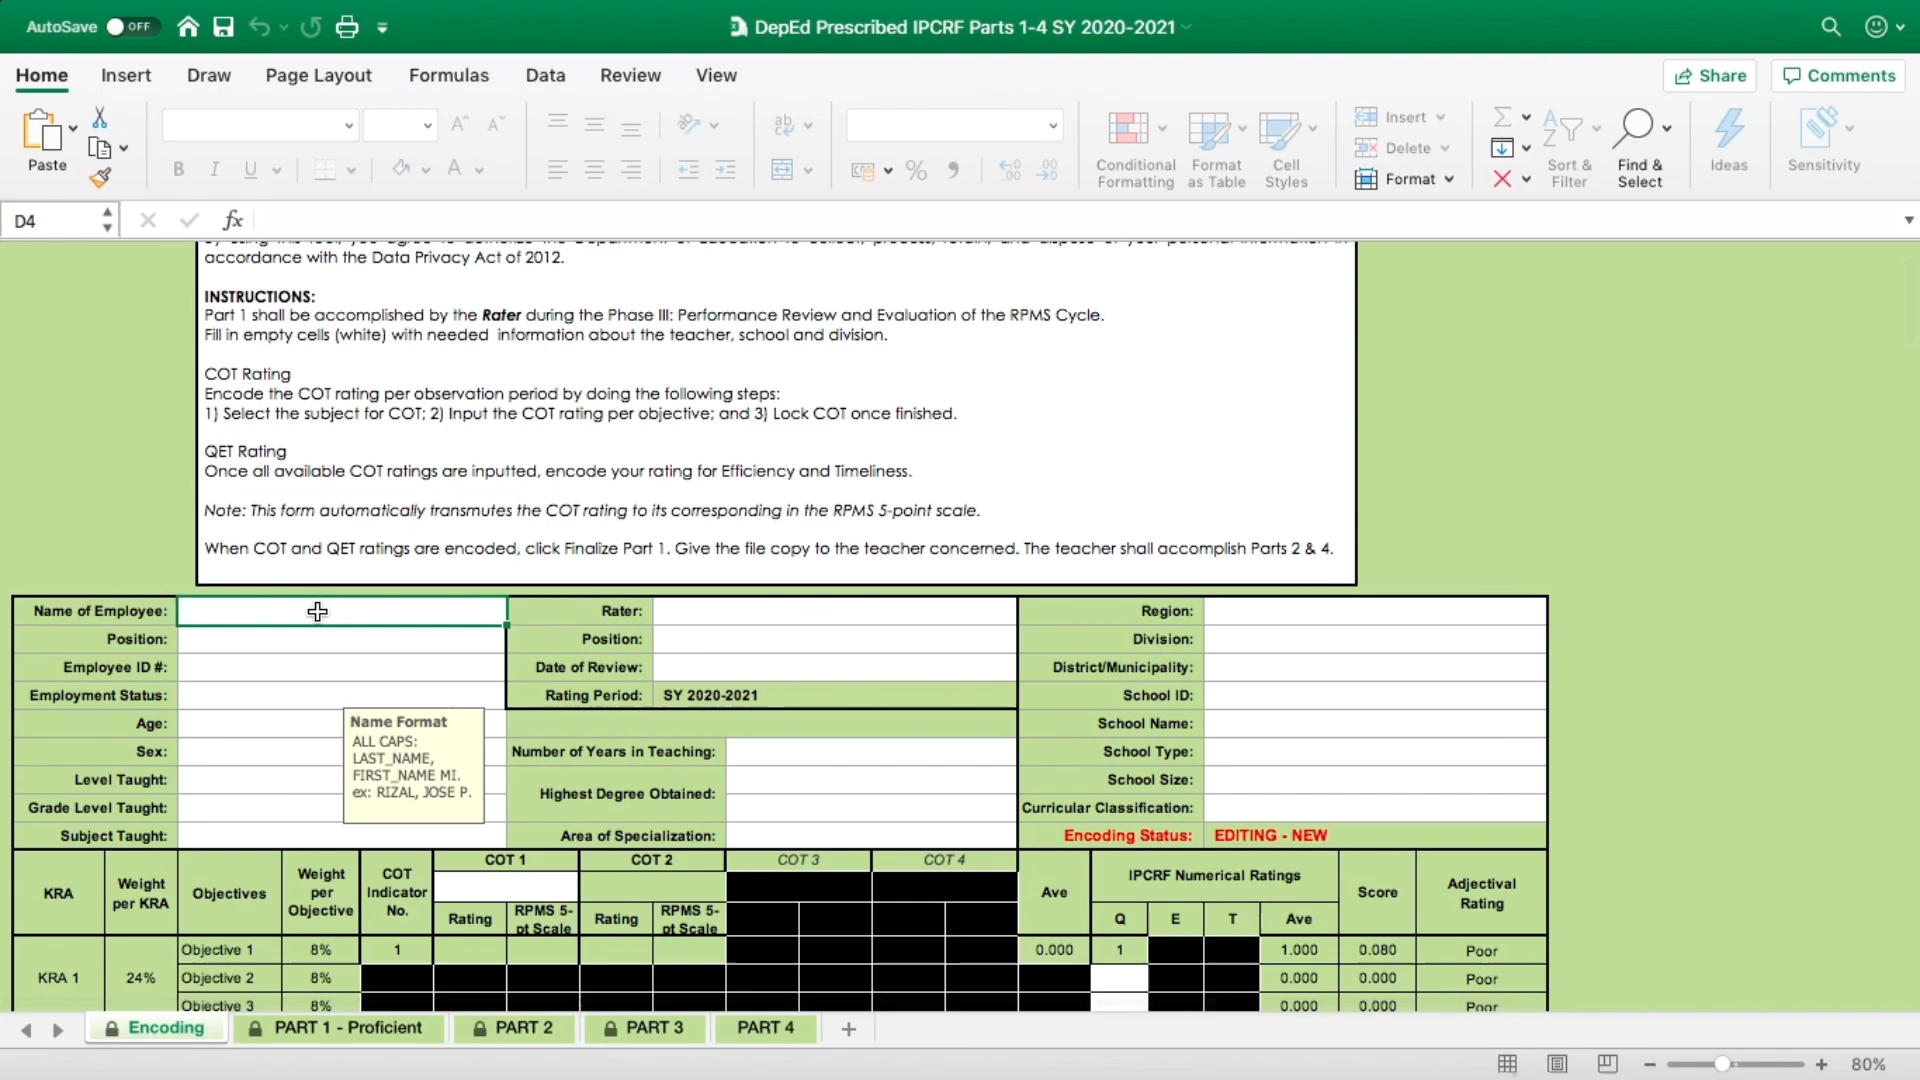 AutoSave OFF
DepEd Prescribed IPCRF Parts 1-4 SY 2020-2021
Home Insert Draw Page Layout Formulas Data Review View
Share Comments
Paste
B I U
Conditional Formatting
Format as Table
Cell Styles
Insert
Delete
Format
Sort & Filter
Find & Select
Ideas
Sensitivity
D4 fx
accordance with the Data Privacy Act of 2012.
INSTRUCTIONS:
Part 1 shall be accomplished by the Rater during the Phase III: Performance Review and Evaluation of the RPMS Cycle.
Fill in empty cells (white) with needed information about the teacher, school and division.
COT Rating
Encode the COT rating per observation period by doing the following steps:
1) Select the subject for COT; 2) Input the COT rating per objective; and 3) Lock COT once finished.
QET Rating
Once all available COT ratings are inputted, encode your rating for Efficiency and Timeliness.
Note: This form automatically transmutes the COT rating to its corresponding in the RPMS 5-point scale.
When COT and QET ratings are encoded, click Finalize Part 1. Give the file copy to the teacher concerned. The teacher shall accomplish Parts 2 & 4.
Name of Employee: Rater: Region:
Position: Position: Division:
Employee ID #: Date of Review: District/Municipality:
Employment Status: Rating Period: SY 2020-2021 School ID:
Age: School Name:
Sex: Number of Years in Teaching: School Type:
Level Taught: Highest Degree Obtained: School Size:
Grade Level Taught: Curricular Classification:
Subject Taught: Area of Specialization: Encoding Status: EDITING - NEW
Name Format
ALL CAPS:
LAST_NAME,
FIRST_NAME MI.
ex: RIZAL, JOSE P.
KRA
Weight per KRA
Objectives
Weight per Objective
COT Indicator No.
COT 1 COT 2 COT 3 COT 4
Rating RPMS 5-pt Scale Rating RPMS 5-pt Scale
Ave
IPCRF Numerical Ratings
Q E T Ave
Score
Adjectival Rating
Objective 1 8% 1 0.000 1 1.000 0.080 Poor
KRA 1 24% Objective 2 8% 0.000 0.000 Poor
Objective 3 8% 0.000 0.000 Poor
Encoding PART 1 - Proficient PART 2 PART 3 PART 4 +
80%